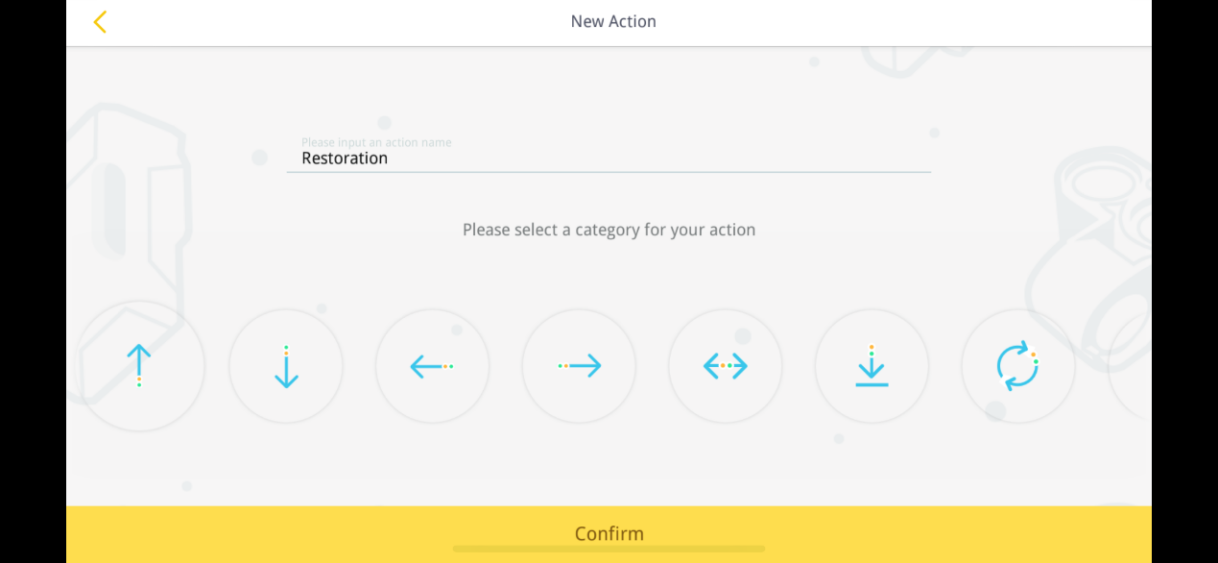 New Action
Please input an action name
Restoration
Please select a category for your action
Confirm